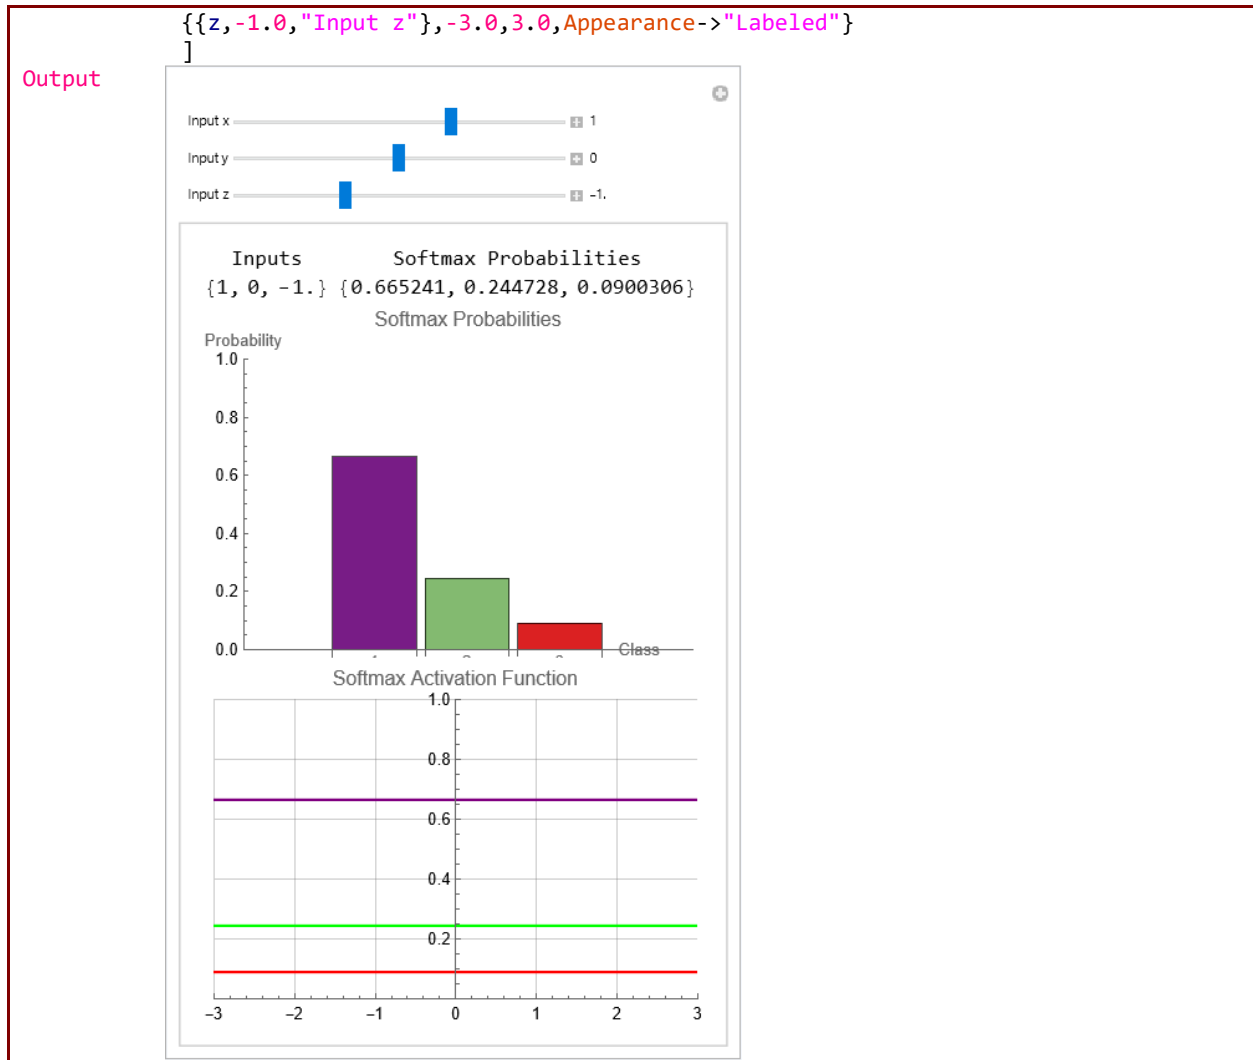 {{z,-1.0,"Input z"},-3.0,3.0,Appearance->"Labeled"}
]
Output
Input x 1
Input y 0
Input z -1.
Inputs Softmax Probabilities
{1, 0, -1.} {0.665241, 0.244728, 0.0900306}
Softmax Probabilities
Probability
1.0
0.8
0.6
0.4
0.2
0.0
Class
Softmax Activation Function
1.0
0.8
0.6
0.4
0.2
-3 -2 -1 0 1 2 3